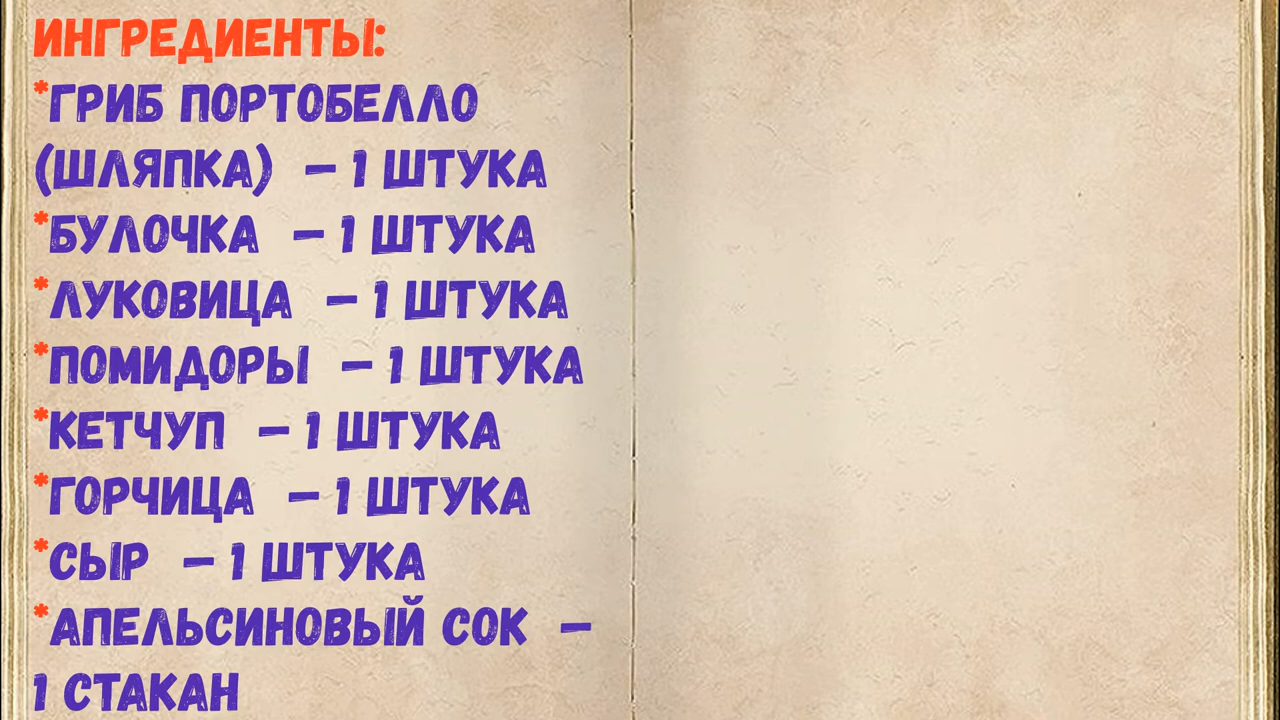 ИНГРЕДИЕНТЫ:
*ГРИБ ПОРТОБЕЛЛО
(ШЛЯПКА) – 1 ШТУКА
*БУЛОЧКА – 1 ШТУКА
*ЛУКОВИЦА – 1 ШТУКА
*ПОМИДОРЫ – 1 ШТУКА
*КЕТЧУП – 1 ШТУКА
*ГОРЧИЦА – 1 ШТУКА
*СЫР – 1 ШТУКА
*АПЕЛЬСИНОВЫЙ СОК –
1 СТАКАН